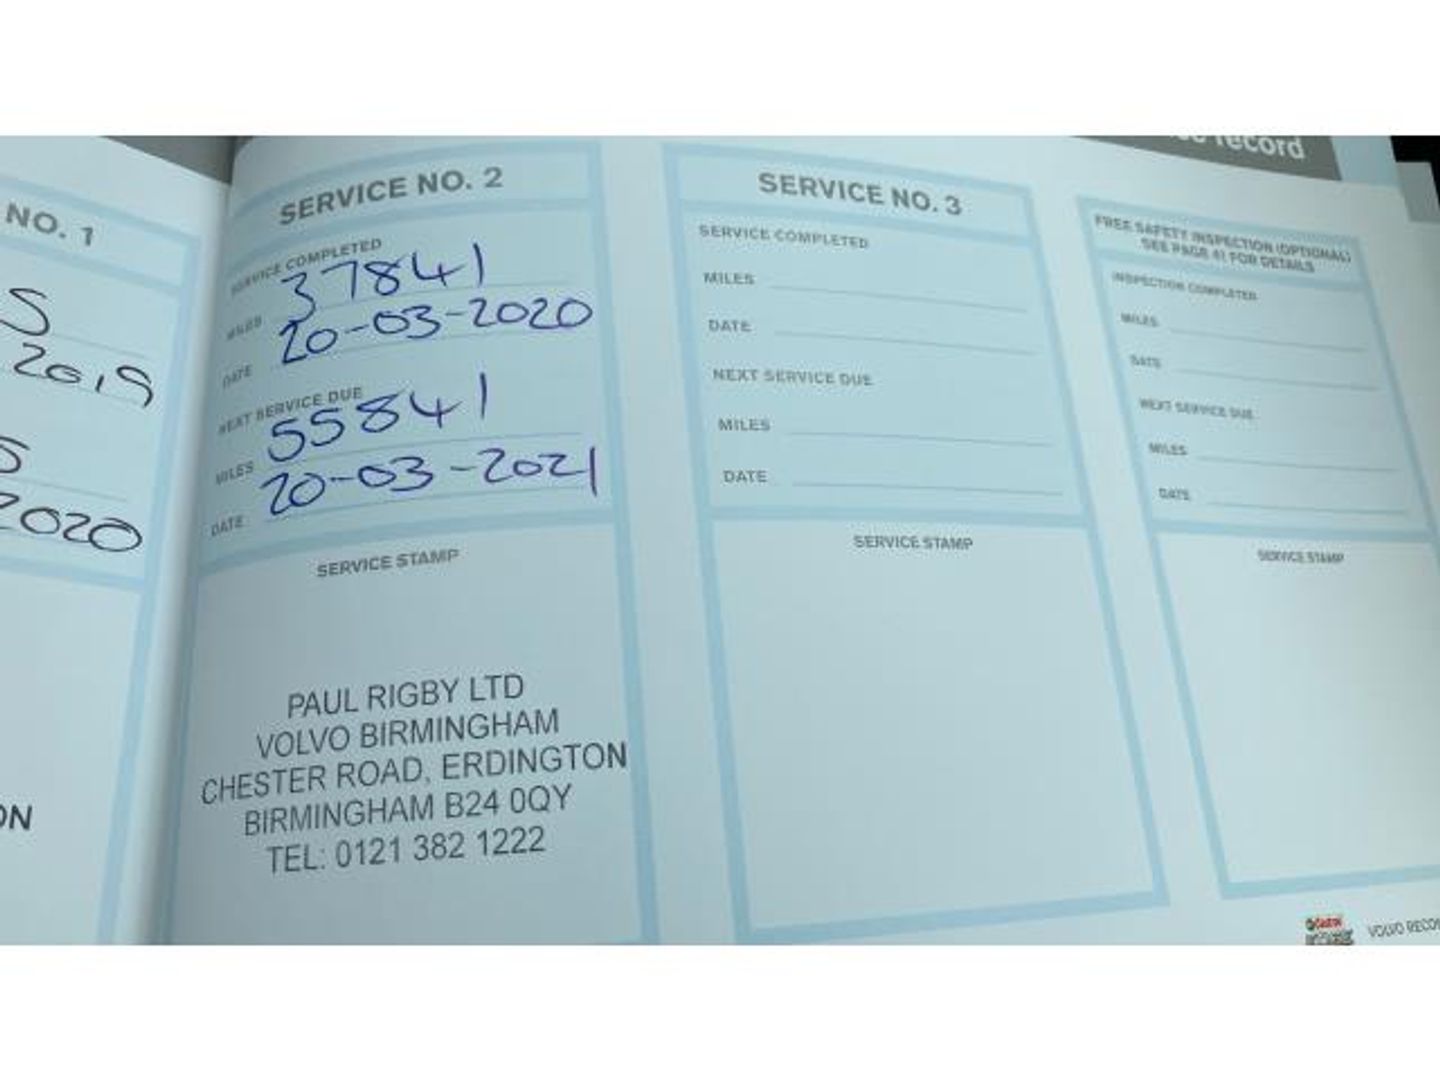 NO. 1
S
2019
S
2020
ON
SERVICE NO. 2
SERVICE COMPLETED
MILES 37841
DATE 20-03-2020
NEXT SERVICE DUE
MILES 55841
DATE 20-03-2021
SERVICE STAMP
PAUL RIGBY LTD
VOLVO BIRMINGHAM
CHESTER ROAD, ERDINGTON
BIRMINGHAM B24 0QY
TEL: 0121 382 1222
record
SERVICE NO. 3
SERVICE COMPLETED
MILES
DATE
NEXT SERVICE DUE
MILES
DATE
SERVICE STAMP
FREE SAFETY INSPECTION (OPTIONAL)
SEE PAGE 41 FOR DETAILS
INSPECTION COMPLETED
MILES
DATE
NEXT SERVICE DUE
MILES
DATE
SERVICE STAMP
Castrol
VOLVO RECO